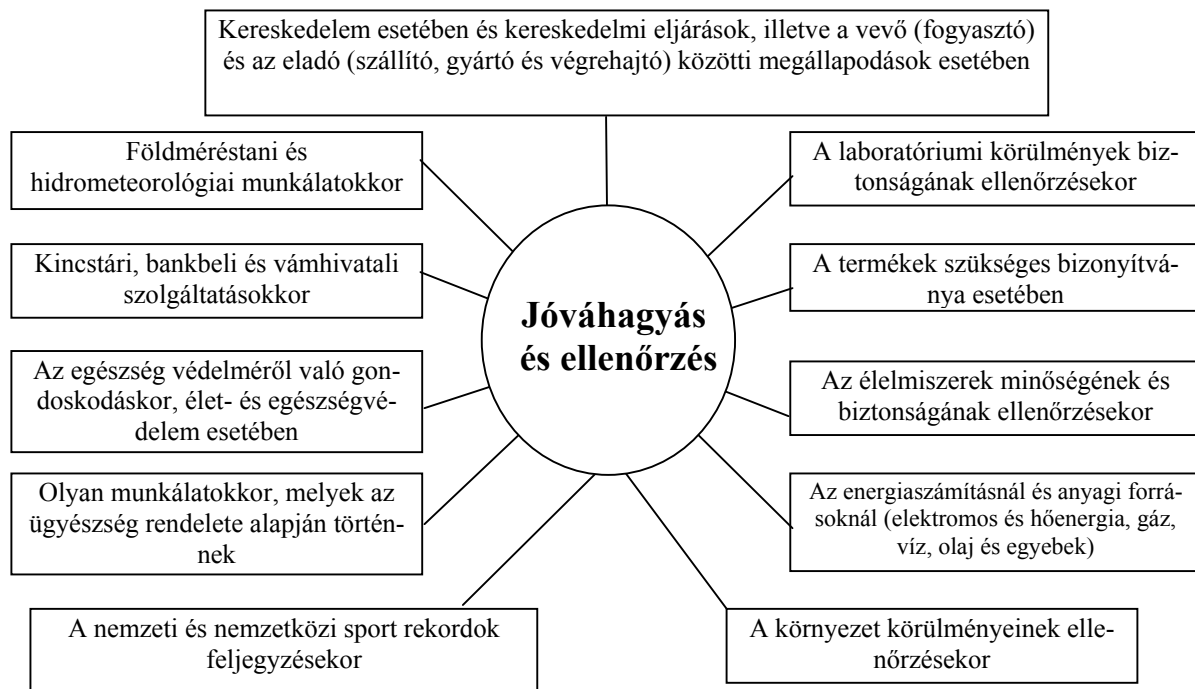 Kereskedelem esetében és kereskedelmi eljárások, illetve a vevő (fogyasztó)
és az eladó (szállító, gyártó és végrehajtó) közötti megállapodások esetében
Földméréstani és
hidrometeorológiai munkálatokkor
A laboratóriumi körülmények biz-
tonságának ellenőrzésekor
Kincstári, bankbeli és vámhivatali
szolgáltatásokkor
A termékek szükséges bizonyítvá-
nya esetében
Jóváhagyás
és ellenőrzés
Az egészség védelméről való gon-
doskodáskor, élet- és egészségvé-
delem esetében
Az élelmiszerek minőségének és
biztonságának ellenőrzésekor
Olyan munkálatokkor, melyek az
ügyészség rendelete alapján történ-
nek
Az energiaszámításnál és anyagi forrá-
soknál (elektromos és hőenergia, gáz,
víz, olaj és egyebek)
A nemzeti és nemzetközi sport rekordok
feljegyzésekor
A környezet körülményeinek elle-
nőrzésekor